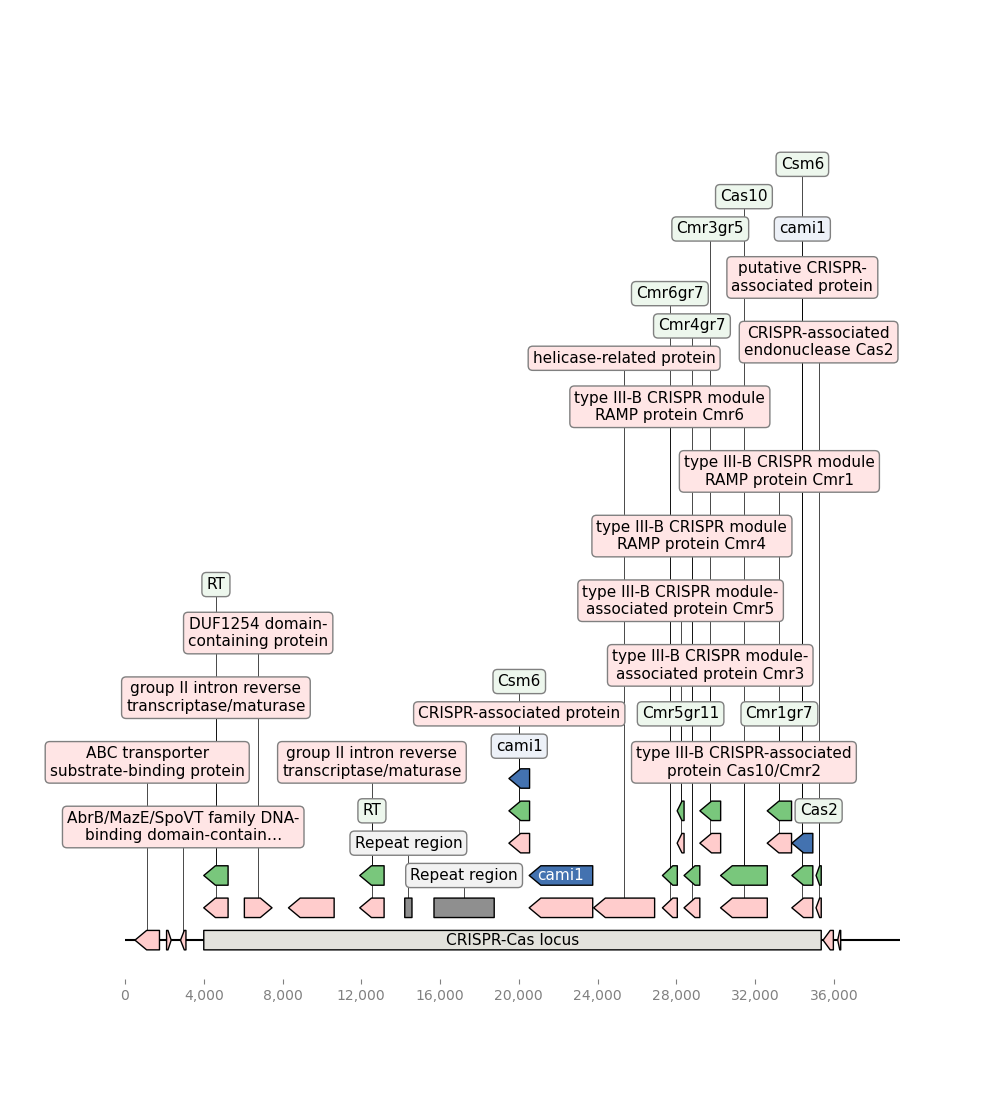 Csm6
Cas10
Cmr3gr5
cami1
putative CRISPR-
associated protein
Cmr6gr7
Cmr4gr7
CRISPR-associated
endonuclease Cas2
helicase-related protein
type III-B CRISPR module
RAMP protein Cmr6
type III-B CRISPR module
RAMP protein Cmr1
type III-B CRISPR module
RAMP protein Cmr4
RT
type III-B CRISPR module-
associated protein Cmr5
DUF1254 domain-
containing protein
type III-B CRISPR module-
associated protein Cmr3
Csm6
group II intron reverse
transcriptase/maturase
CRISPR-associated protein
Cmr5gr11
Cmr1gr7
cami1
ABC transporter
substrate-binding protein
group II intron reverse
transcriptase/maturase
type III-B CRISPR-associated
protein Cas10/Cmr2
RT
Cas2
AbrB/MazE/SpoVT family DNA-
binding domain-contain...
Repeat region
Repeat region
cami1
CRISPR-Cas locus
0 4,000 8,000 12,000 16,000 20,000 24,000 28,000 32,000 36,000